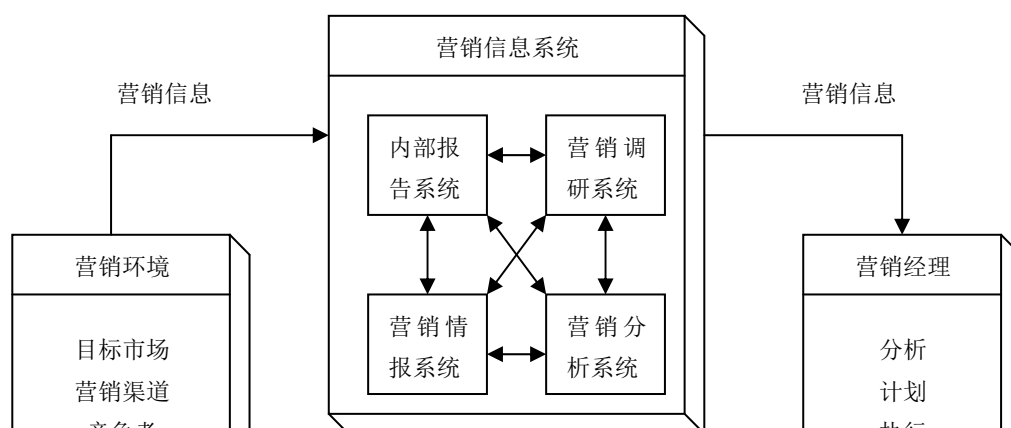 营销信息系统
营销信息
营销信息
内部报
告系统
营销调
研系统
营销情
报系统
营销分
析系统
营销环境
目标市场
营销渠道
营销经理
分析
计划
执行